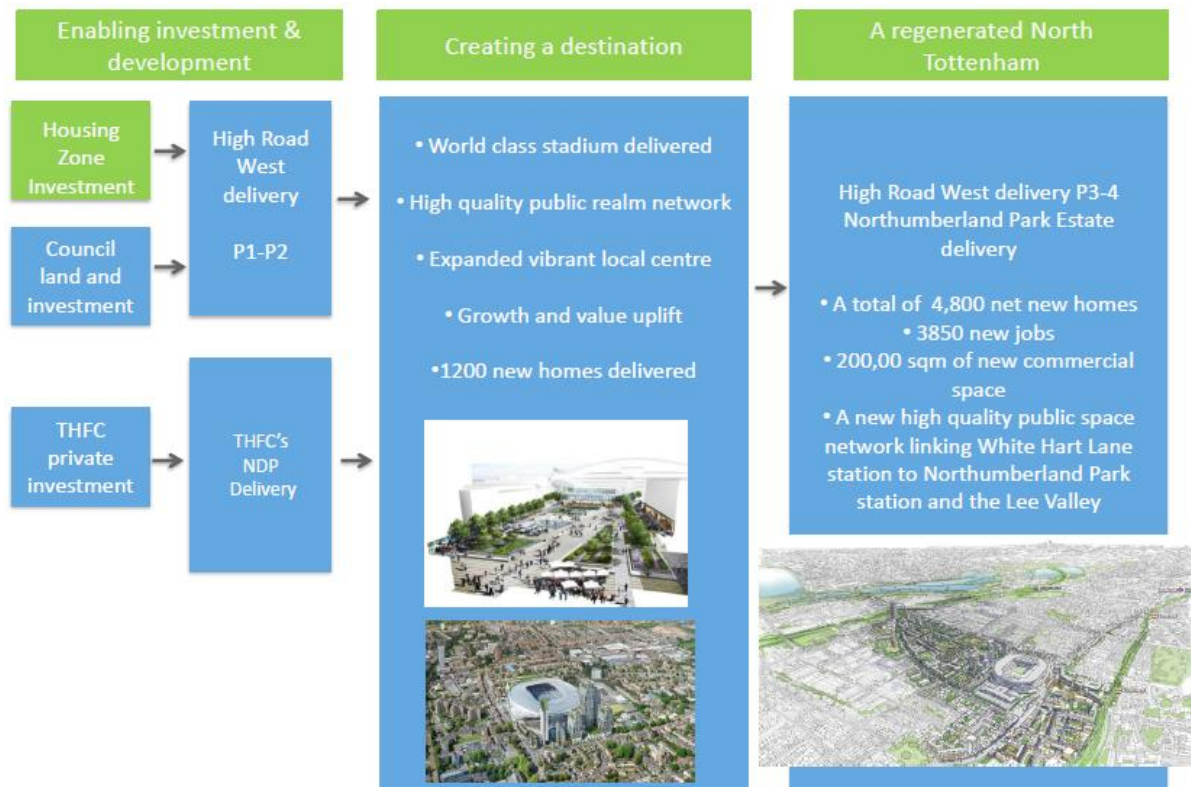 Enabling investment &
development
Creating a destination
A regenerated North
Tottenham
Housing
Zone
Investment
High Road
West
delivery
P1-P2
Council
land and
investment
THFC
private
investment
THFC's
NDP
Delivery
• World class stadium delivered
• High quality public realm network
• Expanded vibrant local centre
• Growth and value uplift
•1200 new homes delivered
High Road West delivery P3-4
Northumberland Park Estate
delivery
• A total of 4,800 net new homes
• 3850 new jobs
• 200,00 sqm of new commercial
space
• A new high quality public space
network linking White Hart Lane
station to Northumberland Park
station and the Lee Valley